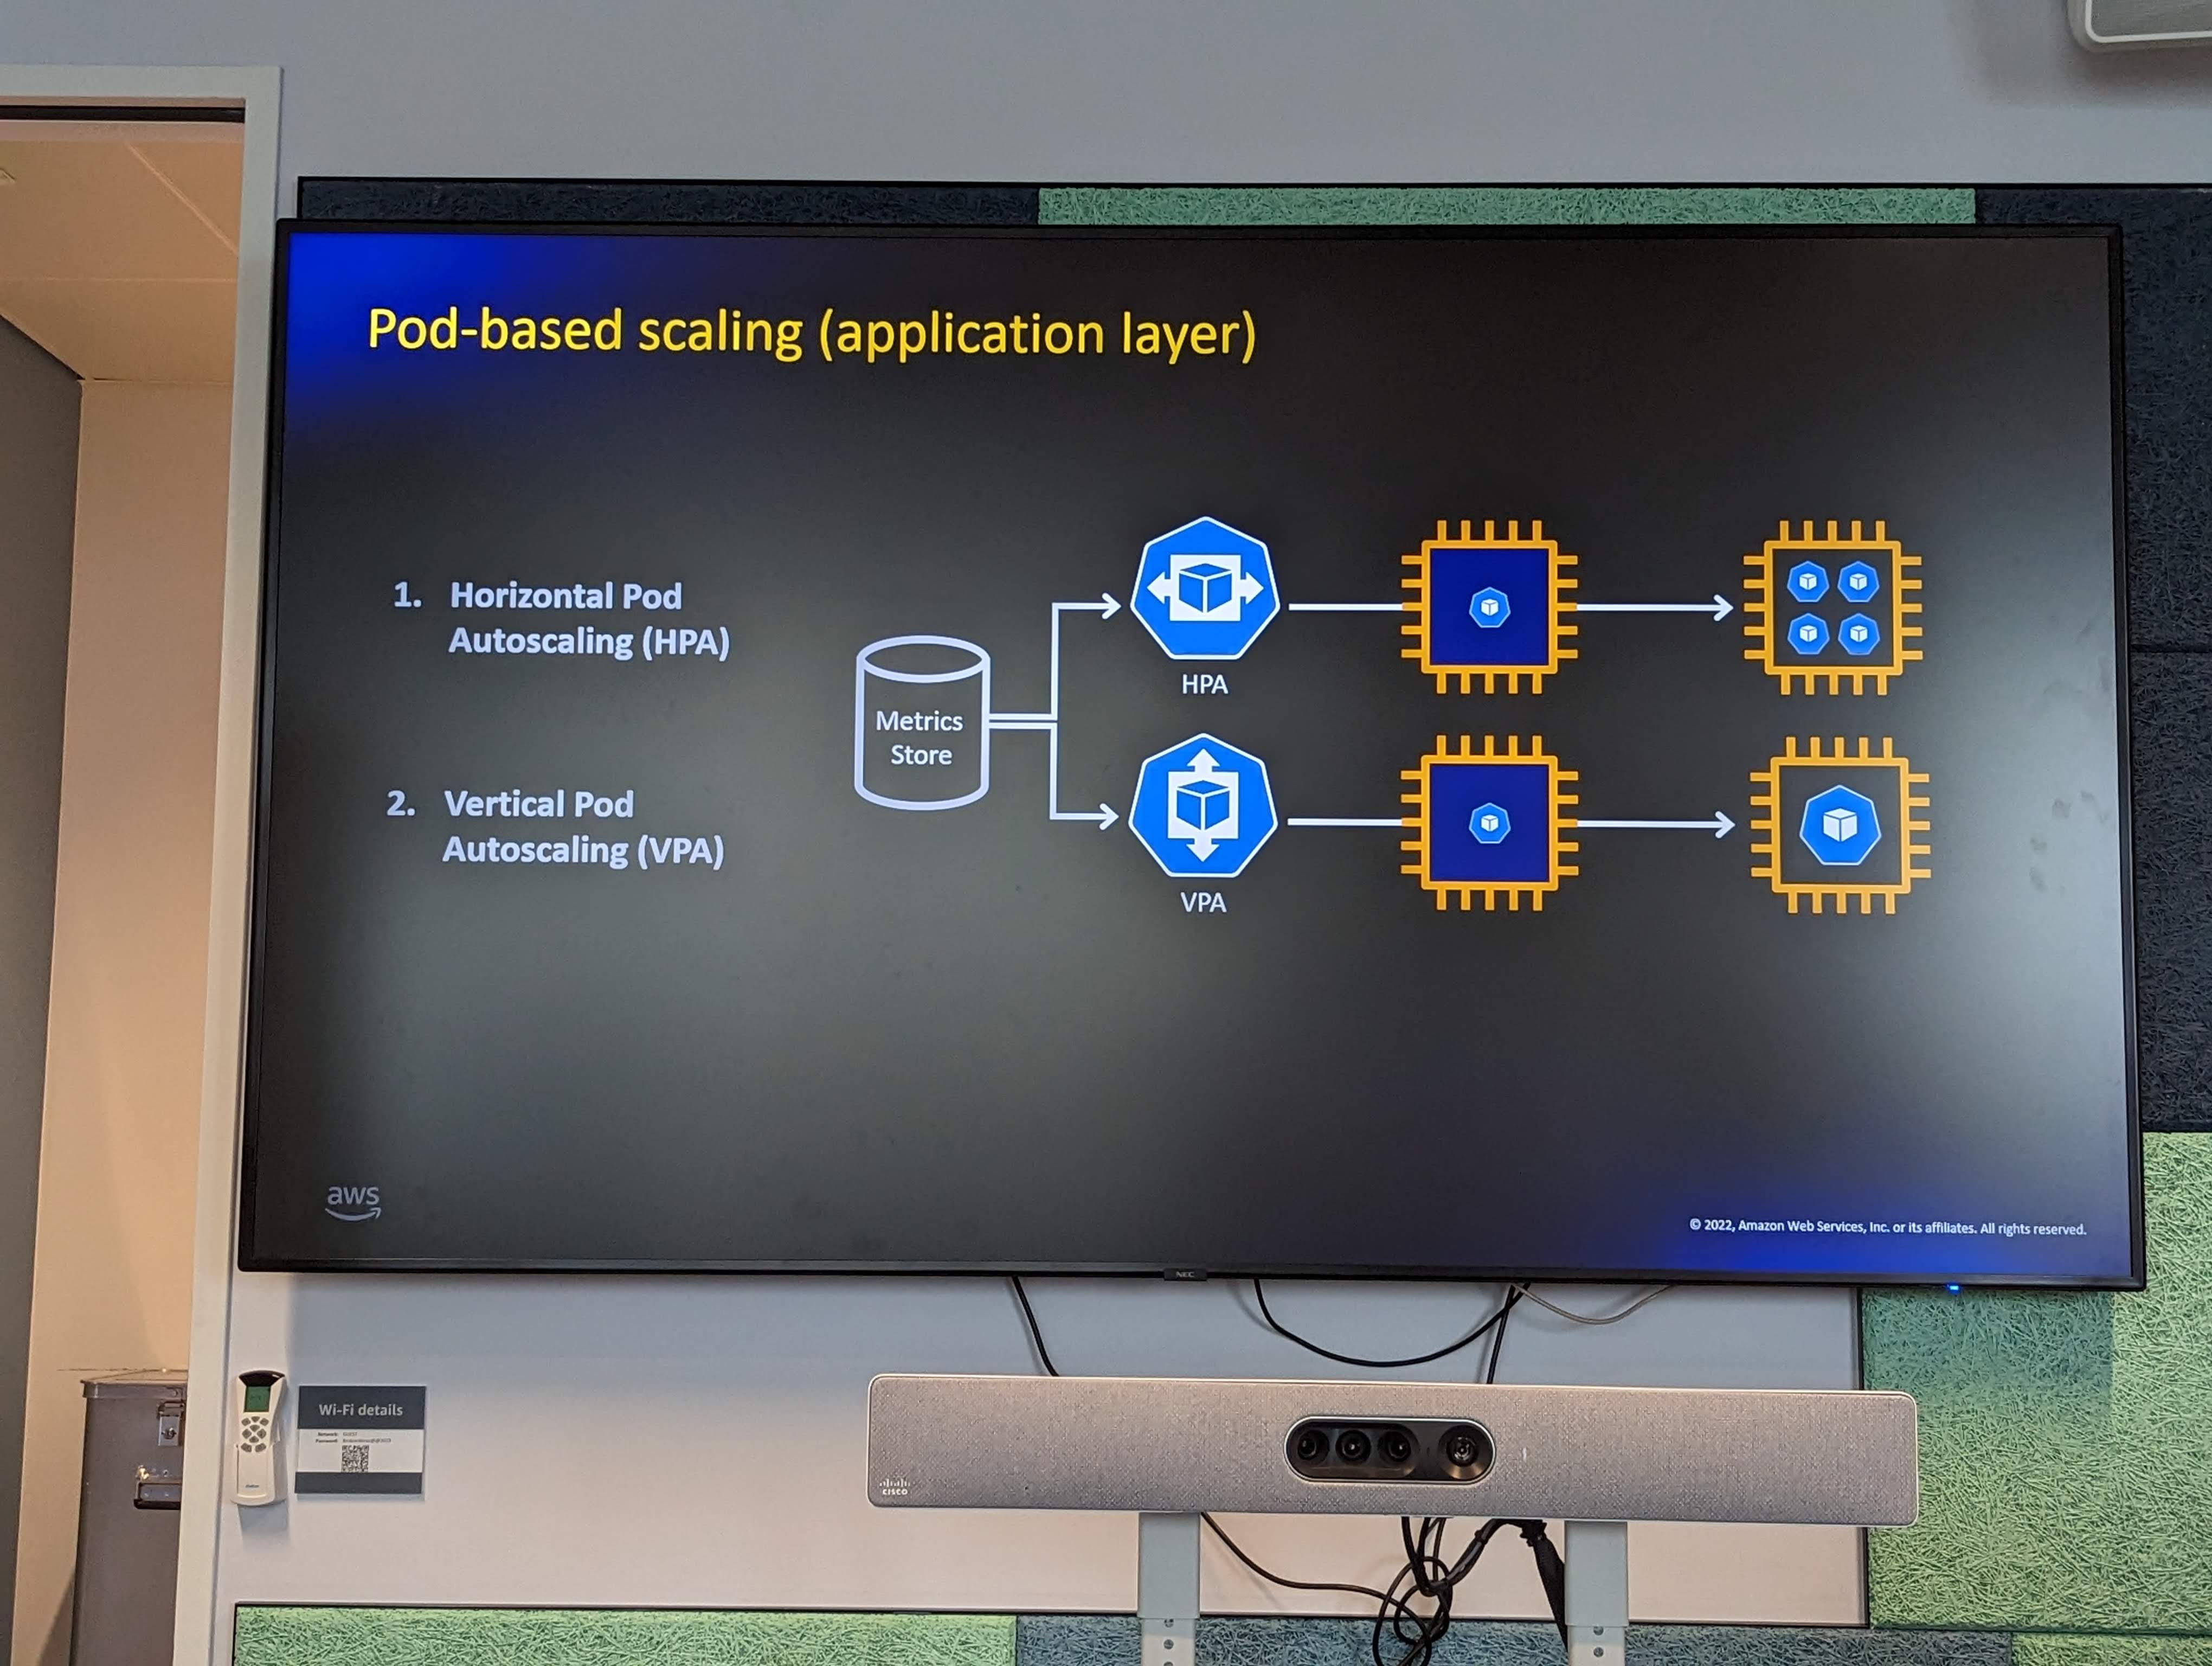 Pod-based scaling (application layer)
1. Horizontal Pod
Autoscaling (HPA)
2. Vertical Pod
Autoscaling (VPA)
Metrics
Store
HPA
VPA
aws
© 2022, Amazon Web Services, Inc. or its affiliates. All rights reserved.
NEC
Wi-Fi details
Network:
Password:
CISCO